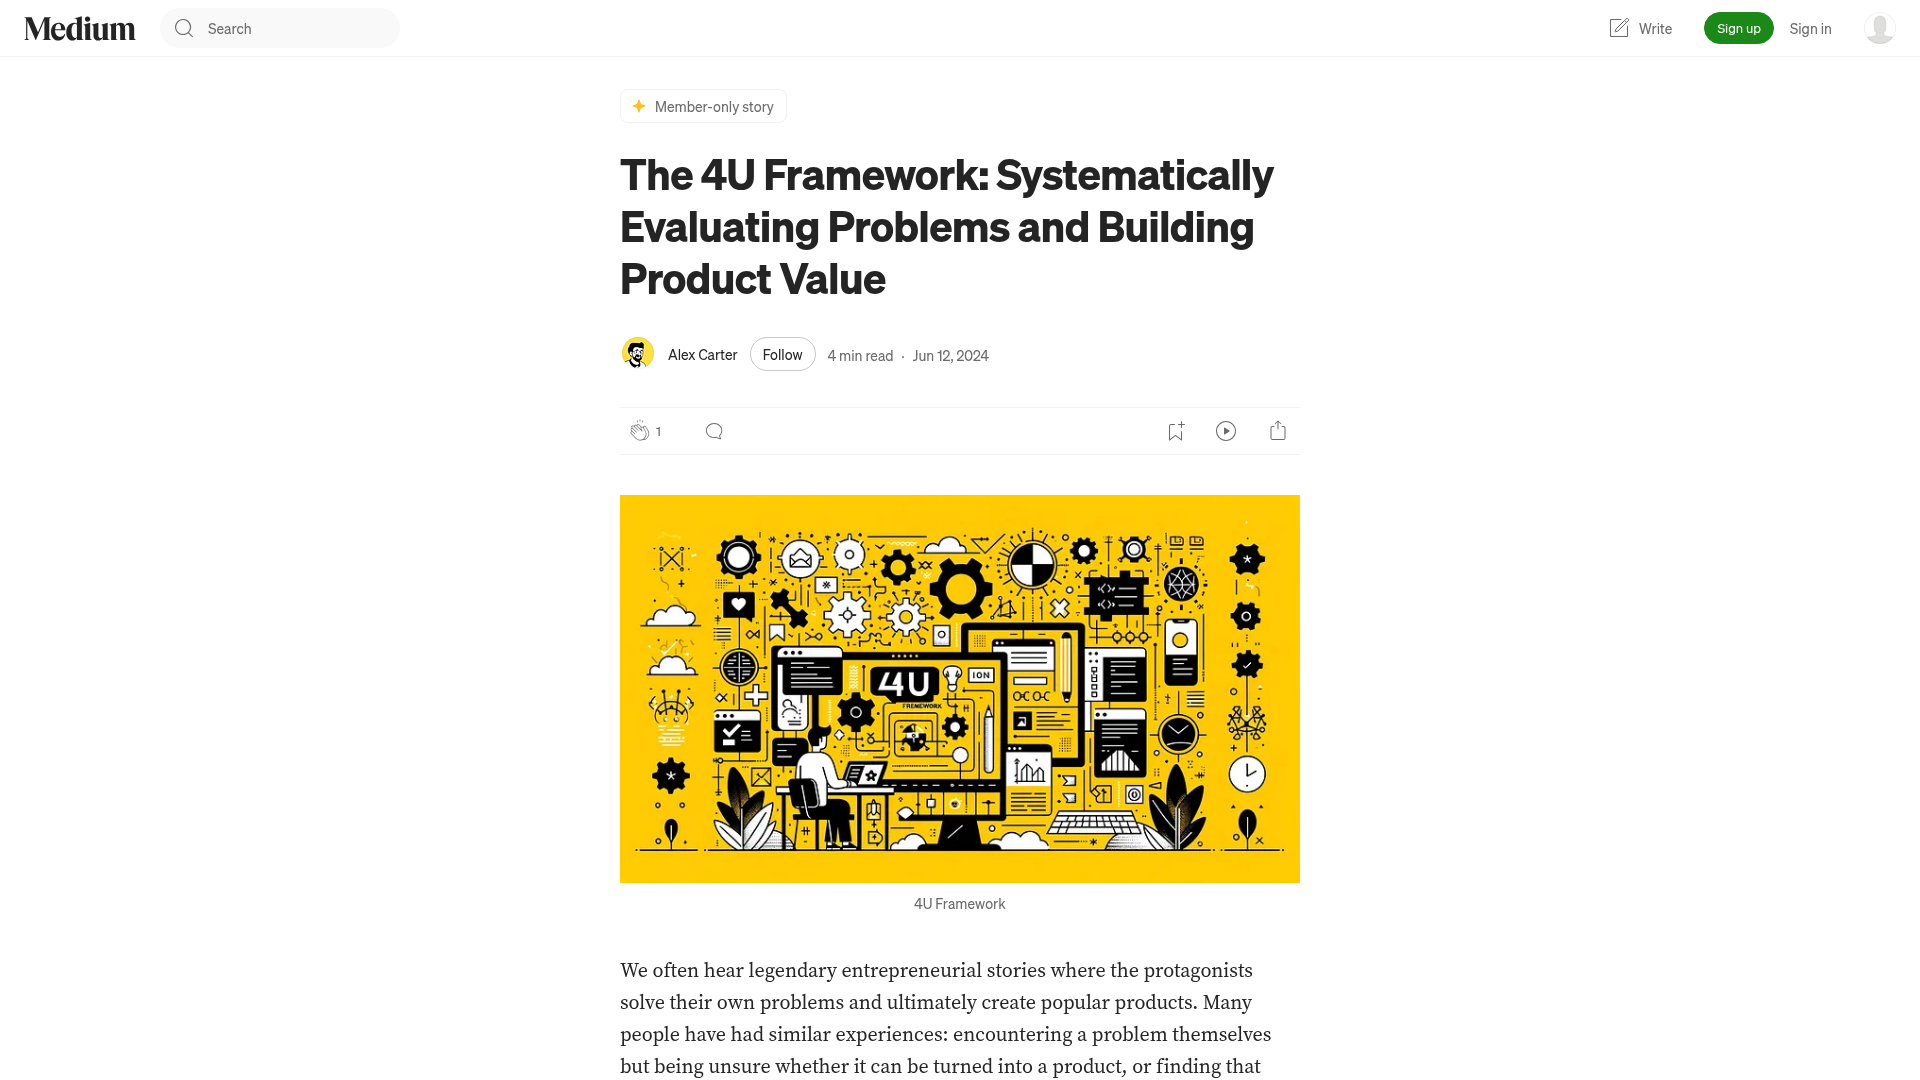 Medium
Search
Write
Sign up
Sign in
Member-only story
The 4U Framework: Systematically
Evaluating Problems and Building
Product Value
Alex Carter
Follow
4 min read · Jun 12, 2024
1
4U
FREMEWORK
ION
4U Framework
We often hear legendary entrepreneurial stories where the protagonists
solve their own problems and ultimately create popular products. Many
people have had similar experiences: encountering a problem themselves
but being unsure whether it can be turned into a product, or finding that